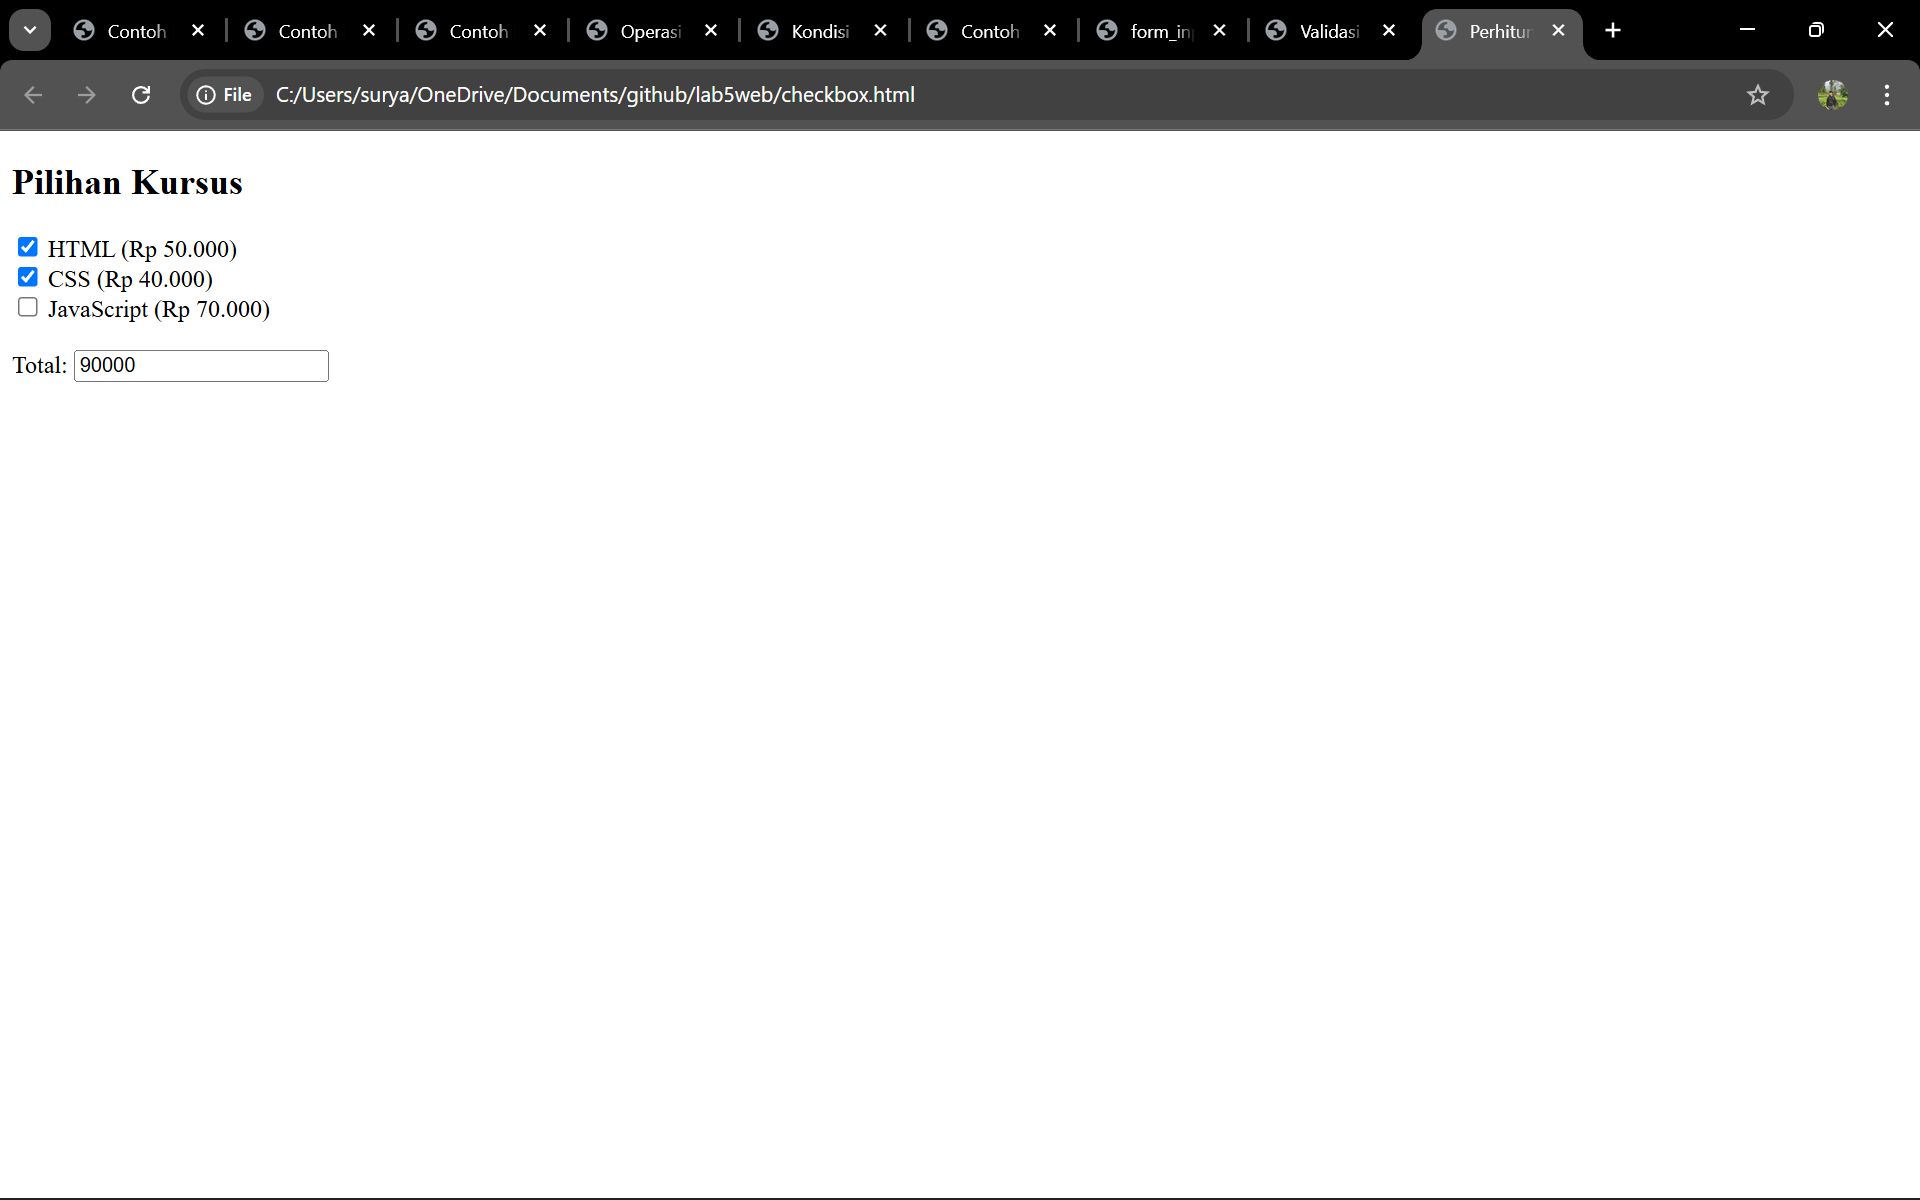 Contoh
Contoh
Contoh
Operasi
Kondisi
Contoh
form_in
Validasi
Perhitun
File
C:/Users/surya/OneDrive/Documents/github/lab5web/checkbox.html
Pilihan Kursus
HTML (Rp 50.000)
CSS (Rp 40.000)
JavaScript (Rp 70.000)
Total: 90000